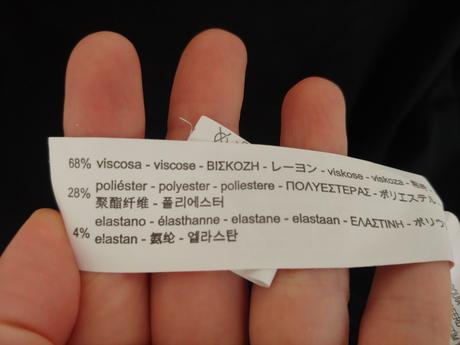 68% viscosa - viscose - ΒΙΣΚΟΖΗ - レーヨン - viskose - viskoza -
28% poliéster - polyester - poliestere - ΠΟΛΥΕΣΤΕΡΑΣ - ポリエステル
聚酯纤维 - 폴리에스터
4% elastano - élasthanne - elastane - elastaan - ΕΛΑΣΤΙΝΗ -
elastan - 氨纶 - 엘라스탄